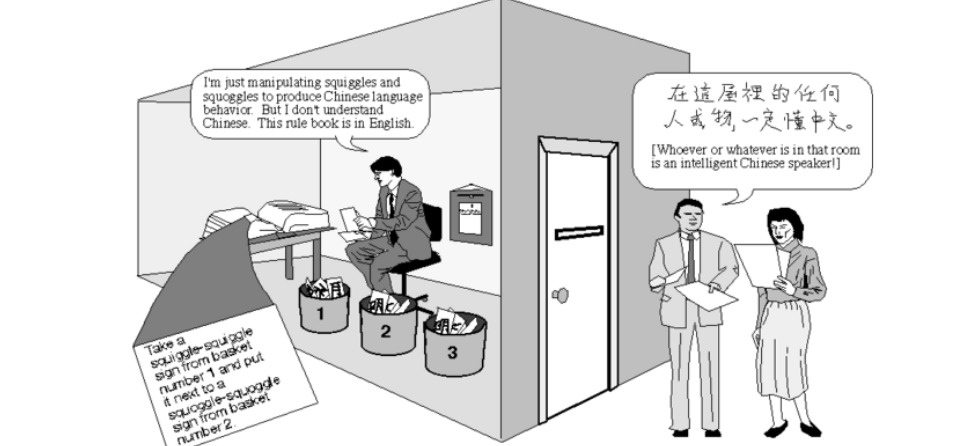 I'm just manipulating squiggles and
squoggles to produce Chinese language
behavior. But I don't understand
Chinese. This rule book is in English.
在這屋裡的任何
人或物,一定懂中文。
[Whoever or whatever is in that room
is an intelligent Chinese speaker!]
1
2
3
Take a
squiggle-squiggle
sign from basket
number 1 and put
it next to a
squoggle-squoggle
sign from basket
number 2.